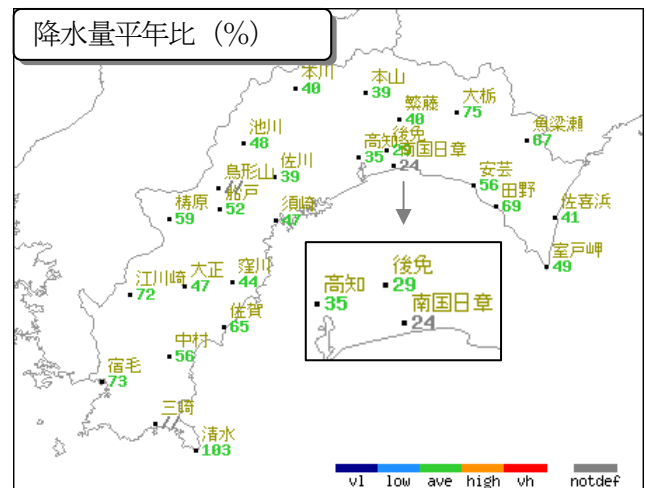 降水量平年比（%）
本川
40
本山
39
繁藤
40
大栃
75
魚梁瀬
67
池川
48
高知
35
後免
29
南国日章
24
鳥形山
//
佐川
39
安芸
56
田野
69
佐喜浜
41
船戸
52
梼原
59
須崎
47
室戸岬
49
後免
29
高知
35
南国日章
24
江川崎
72
大正
47
窪川
44
佐賀
65
中村
56
宿毛
73
三崎
//
清水
103
vl low ave high vh notdef